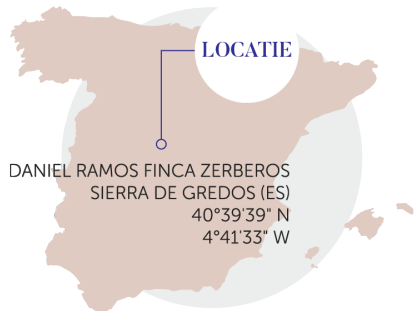 LOCATIE
DANIEL RAMOS FINCA ZERBEROS
SIERRA DE GREDOS (ES)
40°39'39" N
4°41'33" W